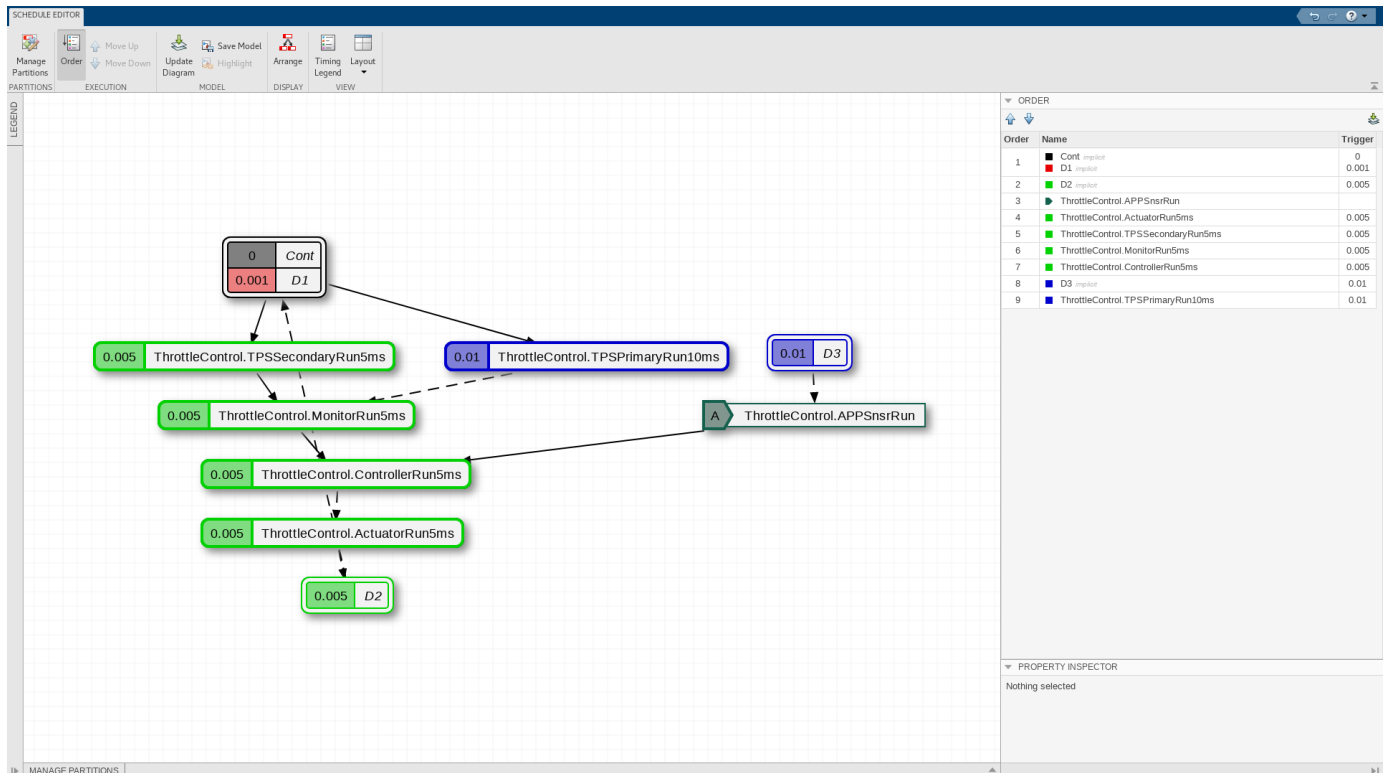 SCHEDULE EDITOR
?
Manage
Partitions
Order
Move Up
Move Down
Update
Diagram
Save Model
Highlight
Arrange
Timing
Legend
Layout
PARTITIONS
EXECUTION
MODEL
DISPLAY
VIEW
LEGEND
0 Cont
0.001 D1
0.005 ThrottleControl.TPSSecondaryRun5ms
0.01 ThrottleControl.TPSPrimaryRun10ms
0.01 D3
0.005 ThrottleControl.MonitorRun5ms
A ThrottleControl.APPSnsrRun
0.005 ThrottleControl.ControllerRun5ms
0.005 ThrottleControl.ActuatorRun5ms
0.005 D2
MANAGE PARTITIONS
ORDER
Order Name Trigger
1 Cont implicit 0
D1 implicit 0.001
2 D2 implicit 0.005
3 ThrottleControl.APPSnsrRun
4 ThrottleControl.ActuatorRun5ms 0.005
5 ThrottleControl.TPSSecondaryRun5ms 0.005
6 ThrottleControl.MonitorRun5ms 0.005
7 ThrottleControl.ControllerRun5ms 0.005
8 D3 implicit 0.01
9 ThrottleControl.TPSPrimaryRun10ms 0.01
PROPERTY INSPECTOR
Nothing selected